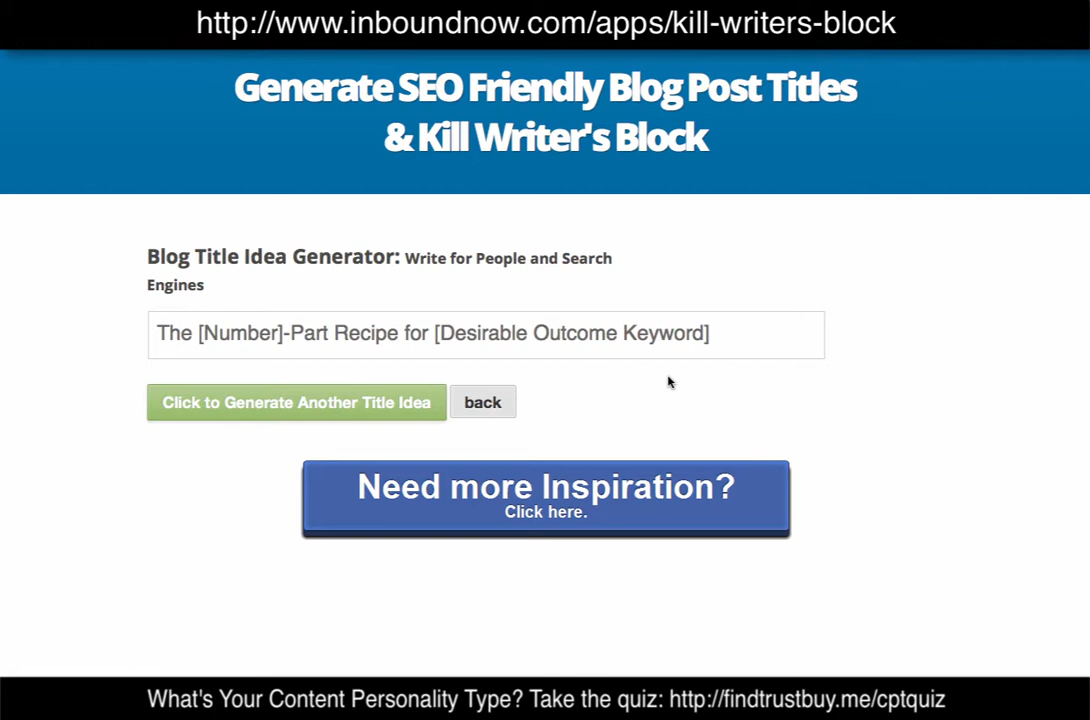 http://www.inboundnow.com/apps/kill-writers-block
Generate SEO Friendly Blog Post Titles
& Kill Writer's Block
Blog Title Idea Generator: Write for People and Search
Engines
The [Number]-Part Recipe for [Desirable Outcome Keyword]
Click to Generate Another Title Idea back
Need more Inspiration?
Click here.
What's Your Content Personality Type? Take the quiz: http://findtrustbuy.me/cptquiz